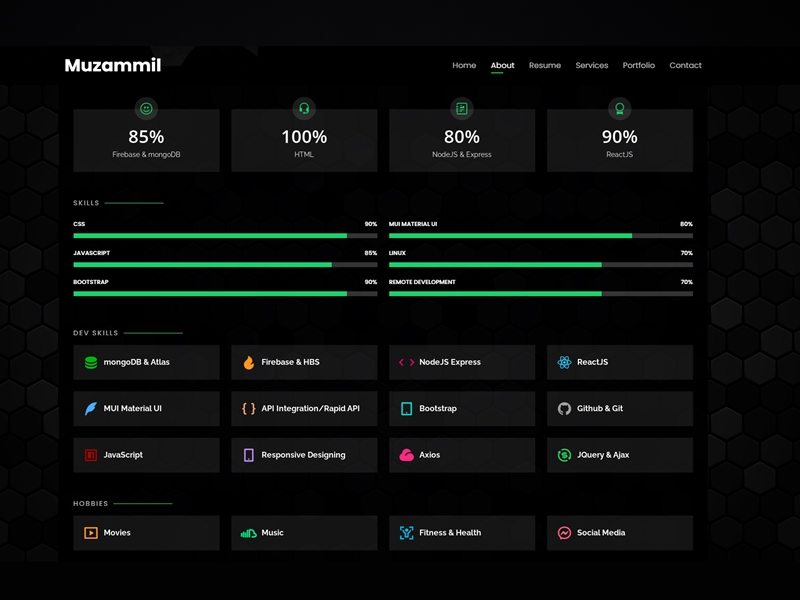 Muzammil
Home About Resume Services Portfolio Contact
85% 100% 80% 90%
Firebase & mongoDB HTML NodeJS & Express ReactJS
SKILLS
CSS 90% MUI MATERIAL UI 80%
JAVASCRIPT 85% LINUX 70%
BOOTSTRAP 90% REMOTE DEVELOPMENT 70%
DEV SKILLS
mongoDB & Atlas Firebase & HBS NodeJS Express ReactJS
MUI Material UI API Integration/Rapid API Bootstrap Github & Git
JavaScript Responsive Designing Axios JQuery & Ajax
HOBBIES
Movies Music Fitness & Health Social Media